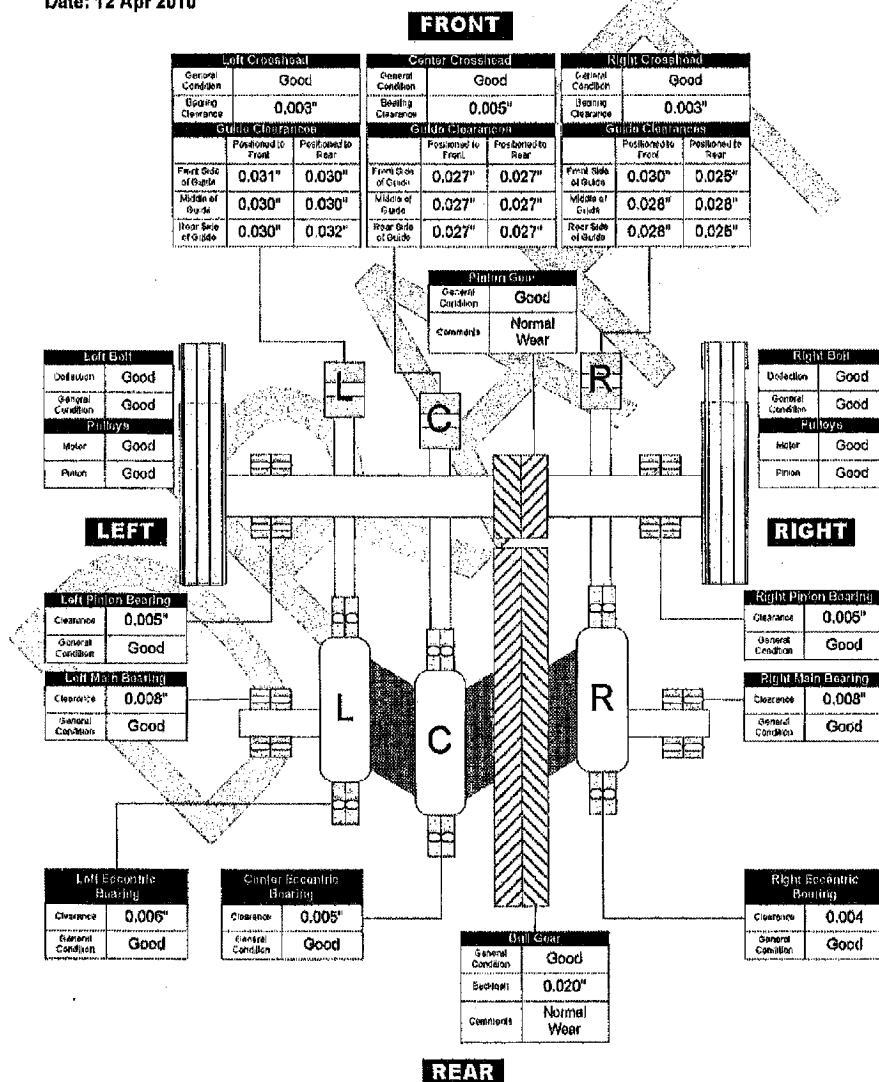 Date: 12 Apr 2010
FRONT
Left Crosshead
General Condition Good
Bearing Clearance 0.003"
Guide Clearances
Positioned to Front Positioned to Rear
Front Side of Guide 0.031" 0.030"
Middle of Guide 0.030" 0.030"
Rear Side of Guide 0.030" 0.032"
Center Crosshead
General Condition Good
Bearing Clearance 0.005"
Guide Clearances
Positioned to Front Positioned to Rear
Front Side of Guide 0.027" 0.027"
Middle of Guide 0.027" 0.027"
Rear Side of Guide 0.027" 0.027"
Right Crosshead
General Condition Good
Bearing Clearance 0.003"
Guide Clearances
Positioned to Front Positioned to Rear
Front Side of Guide 0.030" 0.025"
Middle of Guide 0.028" 0.028"
Rear Side of Guide 0.028" 0.025"
Pinion Gear
General Condition Good
Comments Normal Wear
Left Belt
Deflection Good
General Condition Good
Pulleys
Motor Good
Pinion Good
L
C
R
Right Belt
Deflection Good
General Condition Good
Pulleys
Motor Good
Pinion Good
LEFT
RIGHT
Left Pinion Bearing
Clearance 0.005"
General Condition Good
Right Pinion Bearing
Clearance 0.005"
General Condition Good
Left Main Bearing
Clearance 0.008"
General Condition Good
L
C
R
Right Main Bearing
Clearance 0.008"
General Condition Good
Left Eccentric Bearing
Clearance 0.006"
General Condition Good
Center Eccentric Bearing
Clearance 0.005"
General Condition Good
Right Eccentric Bearing
Clearance 0.004
General Condition Good
Bull Gear
General Condition Good
Backlash 0.020"
Comments Normal Wear
REAR